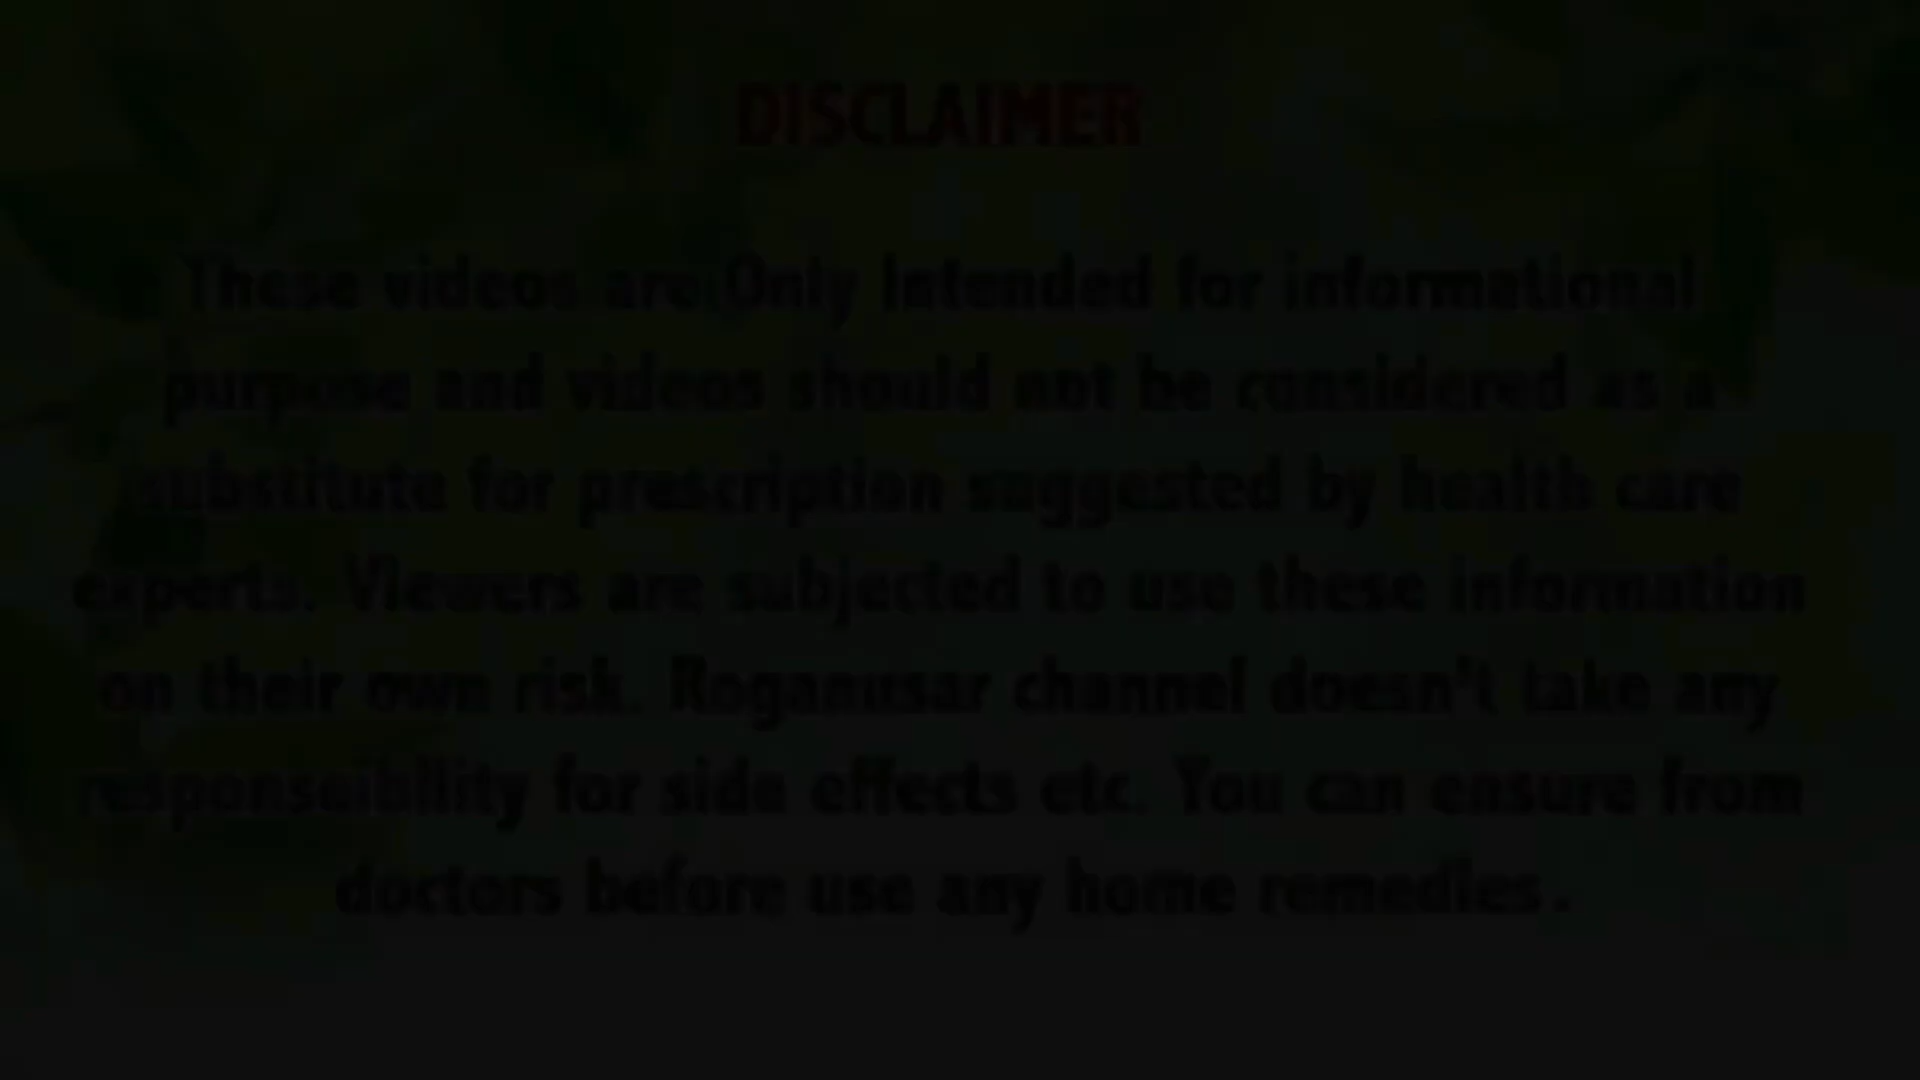 DISCLAIMER
These videos are Only Intended for informational
purpose and videos should not be considered as a
substitute for prescription suggested by health care
experts. Viewers are subjected to use these information
on their own risk. Roganusar channel doesn't take any
responseibility for side effects etc. You can ensure from
doctors before use any home remedies.